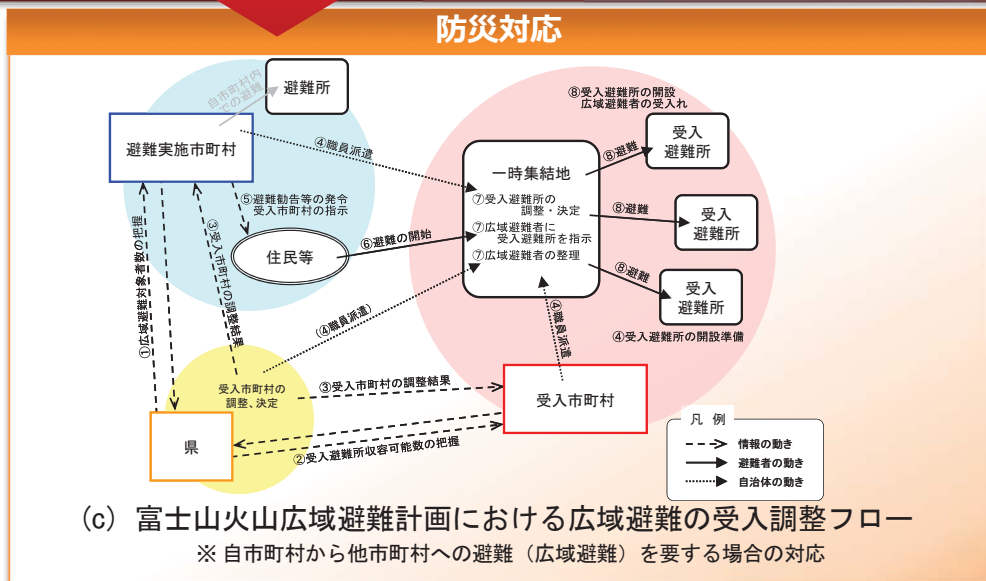 防災対応
自市町村内
での避難
避難所
避難実施市町村
④職員派遣
⑤避難勧告等の発令
受入市町村の指示
住民等
⑥避難の開始
①広域避難対象者数の把握
③受入市町村の調整結果
(④職員派遣)
受入市町村の
調整、決定
県
③受入市町村の調整結果
②受入避難所収容可能数の把握
⑧受入避難所の開設
広域避難者の受入れ
一時集結地
⑦受入避難所の
調整・決定
⑦広域避難者に
受入避難所を指示
⑦広域避難者の整理
⑧避難
受入
避難所
⑧避難
受入
避難所
⑧避難
受入
避難所
④受入避難所の開設準備
④職員派遣
受入市町村
凡 例
情報の動き
避難者の動き
自治体の動き
(c) 富士山火山広域避難計画における広域避難の受入調整フロー
※ 自市町村から他市町村への避難(広域避難)を要する場合の対応